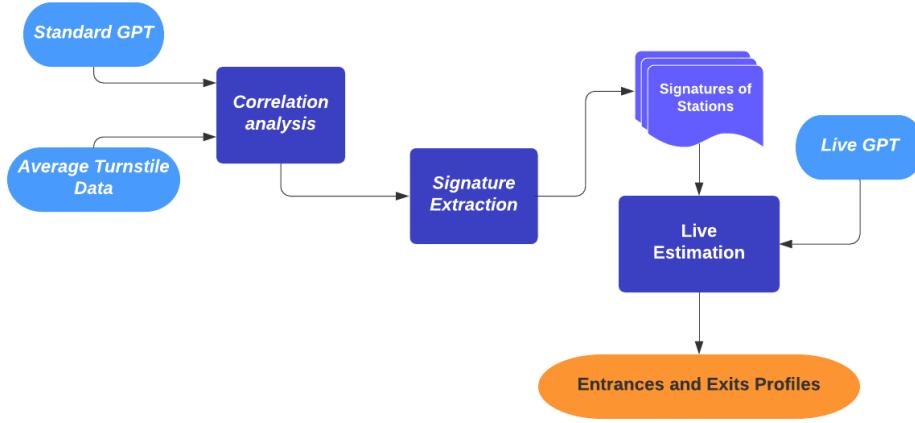 Standard GPT
Average Turnstile
Data
Correlation
analysis
Signature
Extraction
Signatures of
Stations
Live GPT
Live
Estimation
Entrances and Exits Profiles